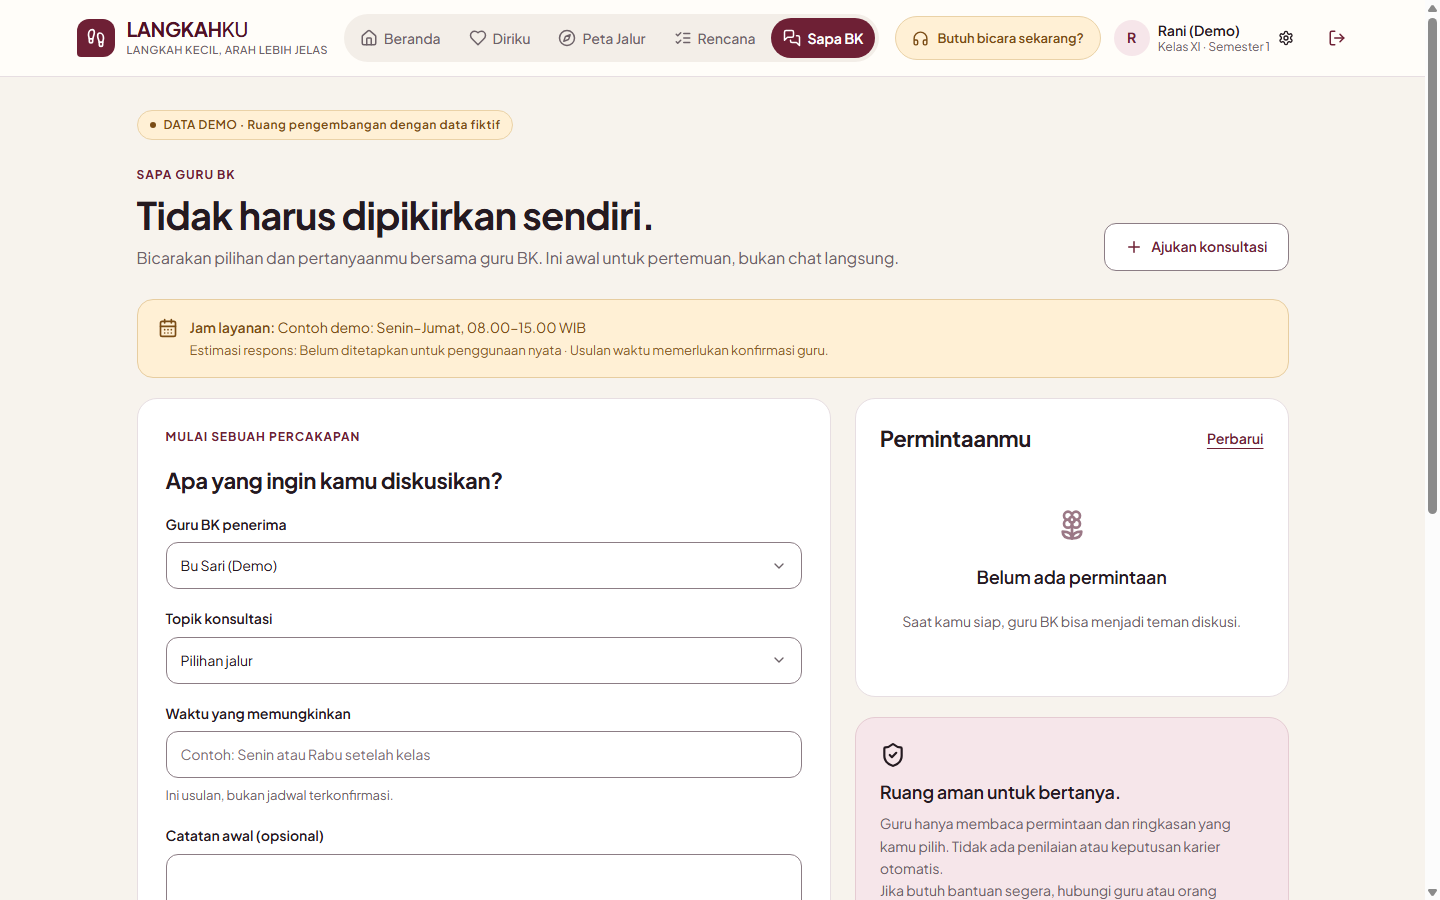 LANGKAHKU
LANGKAH KECIL, ARAH LEBIH JELAS
Beranda
Diriku
Peta Jalur
Rencana
Sapa BK
Butuh bicara sekarang?
R
Rani (Demo)
Kelas XI · Semester 1
DATA DEMO · Ruang pengembangan dengan data fiktif
SAPA GURU BK
Tidak harus dipikirkan sendiri.
Bicarakan pilihan dan pertanyaanmu bersama guru BK. Ini awal untuk pertemuan, bukan chat langsung.
Ajukan konsultasi
Jam layanan: Contoh demo: Senin–Jumat, 08.00–15.00 WIB
Estimasi respons: Belum ditetapkan untuk penggunaan nyata · Usulan waktu memerlukan konfirmasi guru.
MULAI SEBUAH PERCAKAPAN
Apa yang ingin kamu diskusikan?
Guru BK penerima
Bu Sari (Demo)
Topik konsultasi
Pilihan jalur
Waktu yang memungkinkan
Contoh: Senin atau Rabu setelah kelas
Ini usulan, bukan jadwal terkonfirmasi.
Catatan awal (opsional)
Permintaanmu
Perbarui
Belum ada permintaan
Saat kamu siap, guru BK bisa menjadi teman diskusi.
Ruang aman untuk bertanya.
Guru hanya membaca permintaan dan ringkasan yang
kamu pilih. Tidak ada penilaian atau keputusan karier
otomatis.
Jika butuh bantuan segera, hubungi guru atau orang